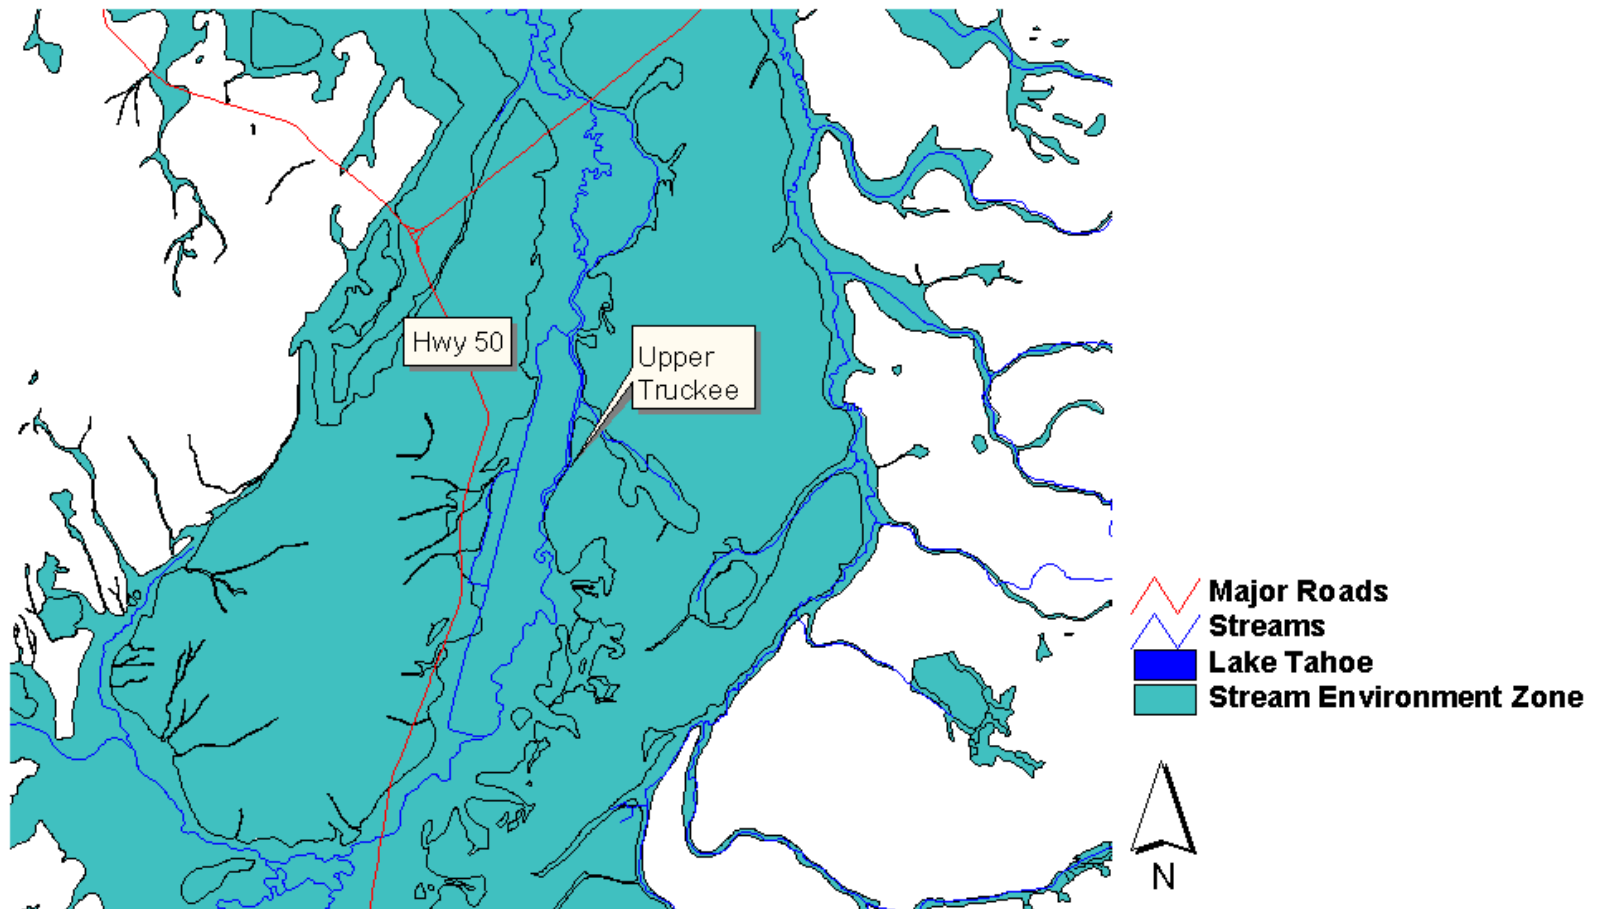 Hwy 50
Upper
Truckee
Major Roads
Streams
Lake Tahoe
Stream Environment Zone
N